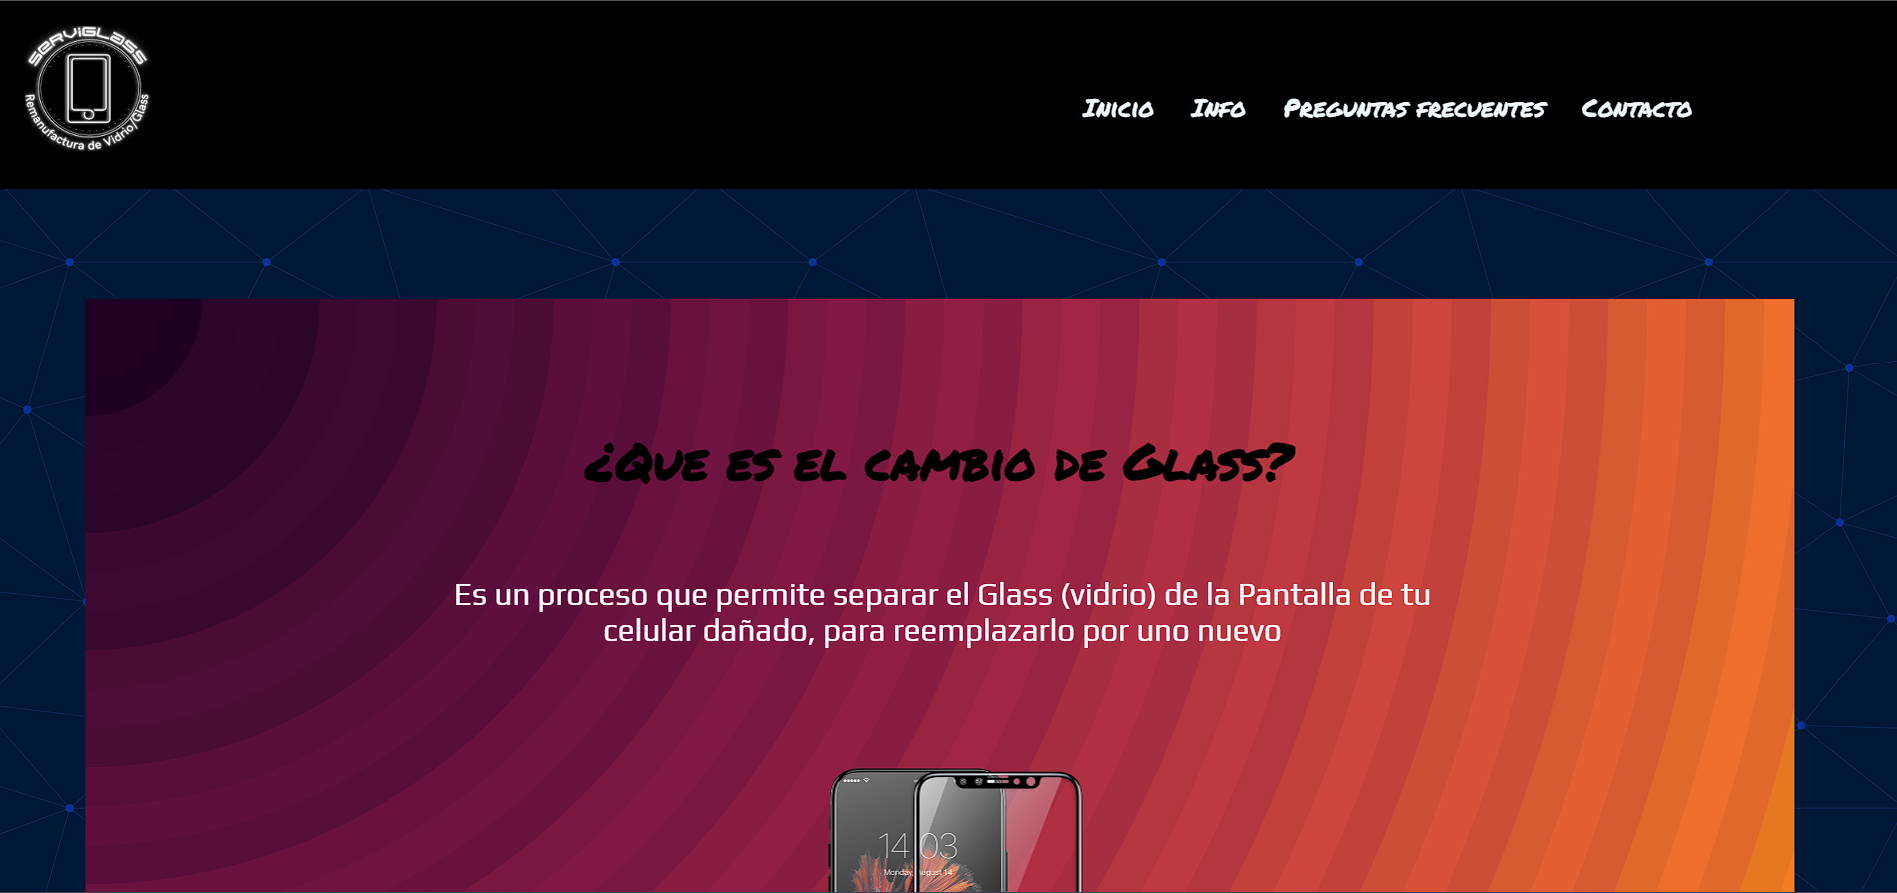 SERVIGLASS
Remanufactura de Vidrio/Glass
Inicio Info Preguntas frecuentes Contacto
¿Que es el cambio de Glass?
Es un proceso que permite separar el Glass (vidrio) de la Pantalla de tu
celular dañado, para reemplazarlo por uno nuevo
14:03
Monday, August 14